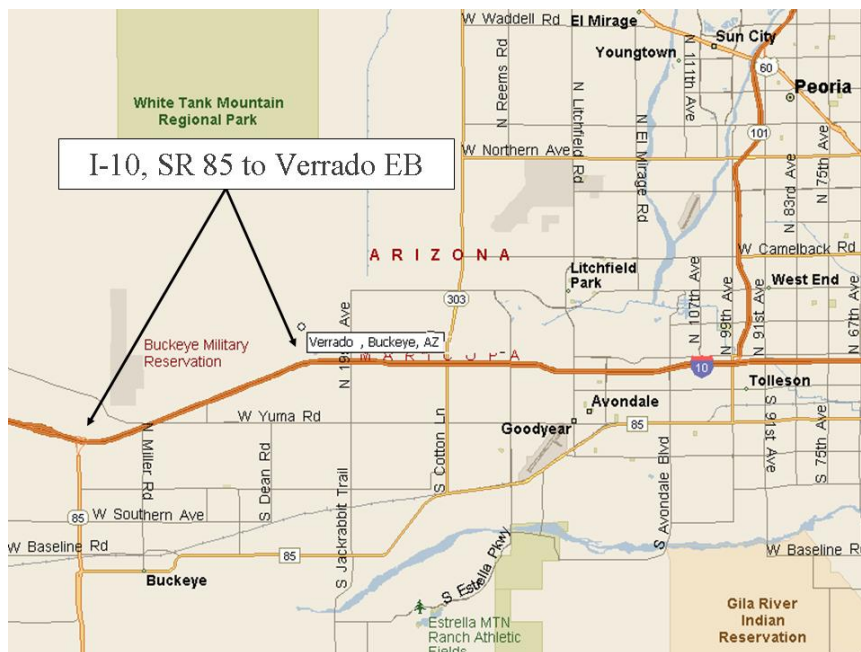 W Waddell Rd
El Mirage
Sun City
Youngtown
N 111th Ave
60
Peoria
N Reems Rd
N Litchfield Rd
N El Mirage Rd
White Tank Mountain
Regional Park
101
W Northern Ave
N 83rd Ave
N 75th Ave
I-10, SR 85 to Verrado EB
ARIZONA
W Camelback Rd
Litchfield
Park
West End
303
N 107th Ave
N 99th Ave
N 91st Ave
N 67th Ave
Buckeye Military
Reservation
Verrado , Buckeye, AZ
MARICOPA
10
Tolleson
Avondale
W Yuma Rd
Goodyear
85
N Miller Rd
S Dean Rd
S Jackrabbit Trail
S Cotton Ln
S Avondale Blvd
S 91st Ave
S 75th Ave
85
W Southern Ave
W Baseline Rd
85
W Baseline Rd
Buckeye
S Estrella Pkwy
Estrella MTN
Ranch Athletic
Fields
Gila River
Indian
Reservation